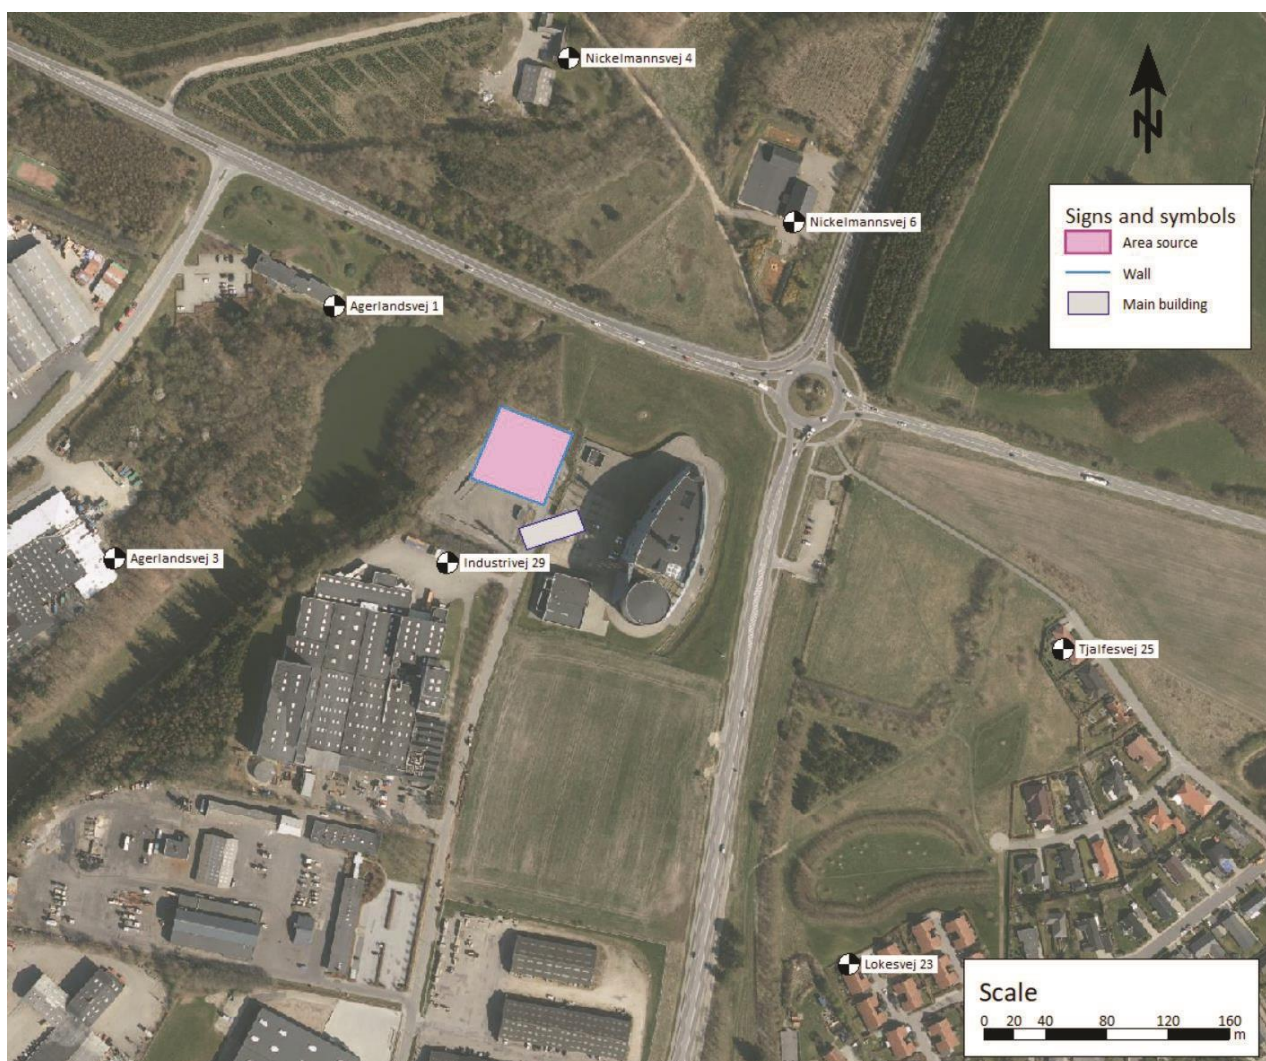 Nickelmannsvej 4
N
Signs and symbols
Area source
Wall
Main building
Nickelmannsvej 6
Agerlandsvej 1
Agerlandsvej 3
Industrivej 29
Tjalfesvej 25
Lokesvej 23
Scale
0 20 40 80 120 160
m